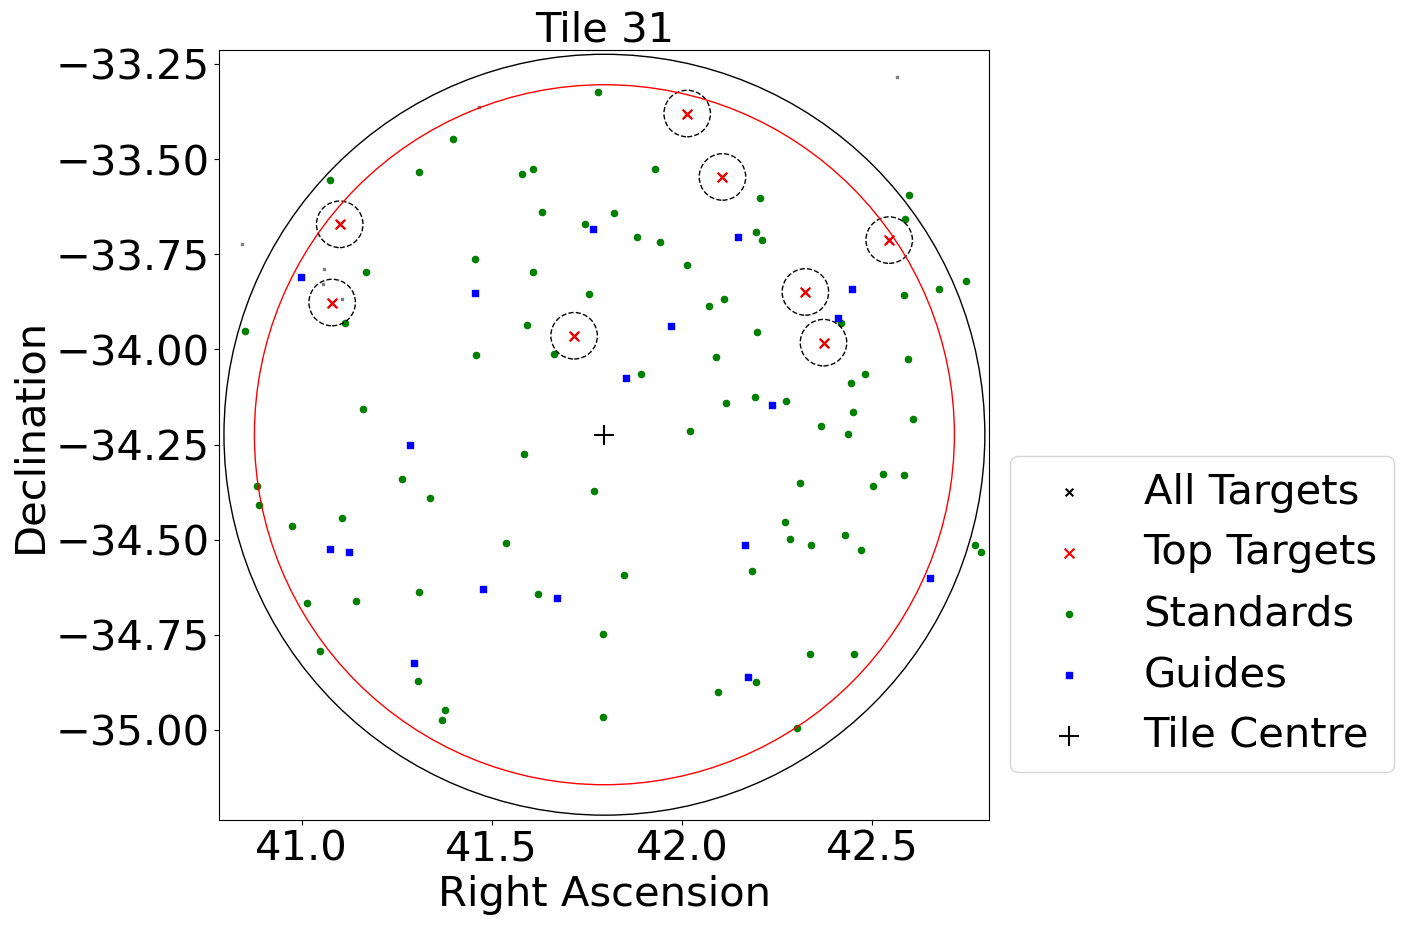 Tile 31
−33.25
−33.50
−33.75
−34.00
−34.25
−34.50
−34.75
−35.00
Declination
41.0 41.5 42.0 42.5
Right Ascension
All Targets
Top Targets
Standards
Guides
Tile Centre